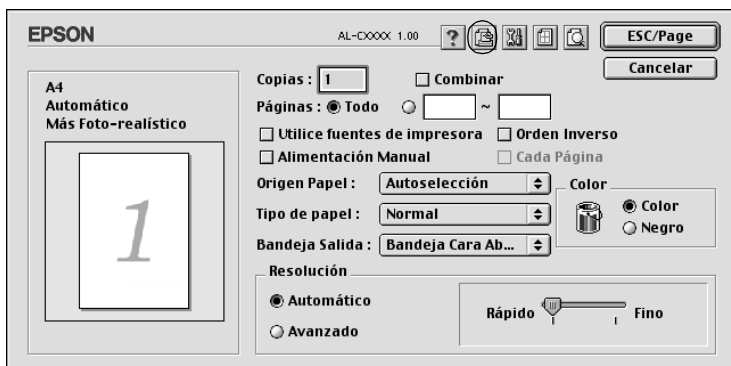 EPSON
AL-CXXXX 1.00
?
ESC/Page
Cancelar
A4
Automático
Más Foto-realístico
1
Copias : 1
Combinar
Páginas : Todo ~
Utilice fuentes de impresora Orden Inverso
Alimentación Manual Cada Página
Origen Papel : Autoselección
Tipo de papel : Normal
Bandeja Salida : Bandeja Cara Ab...
Color
Color
Negro
Resolución
Automático
Avanzado
Rápido Fino